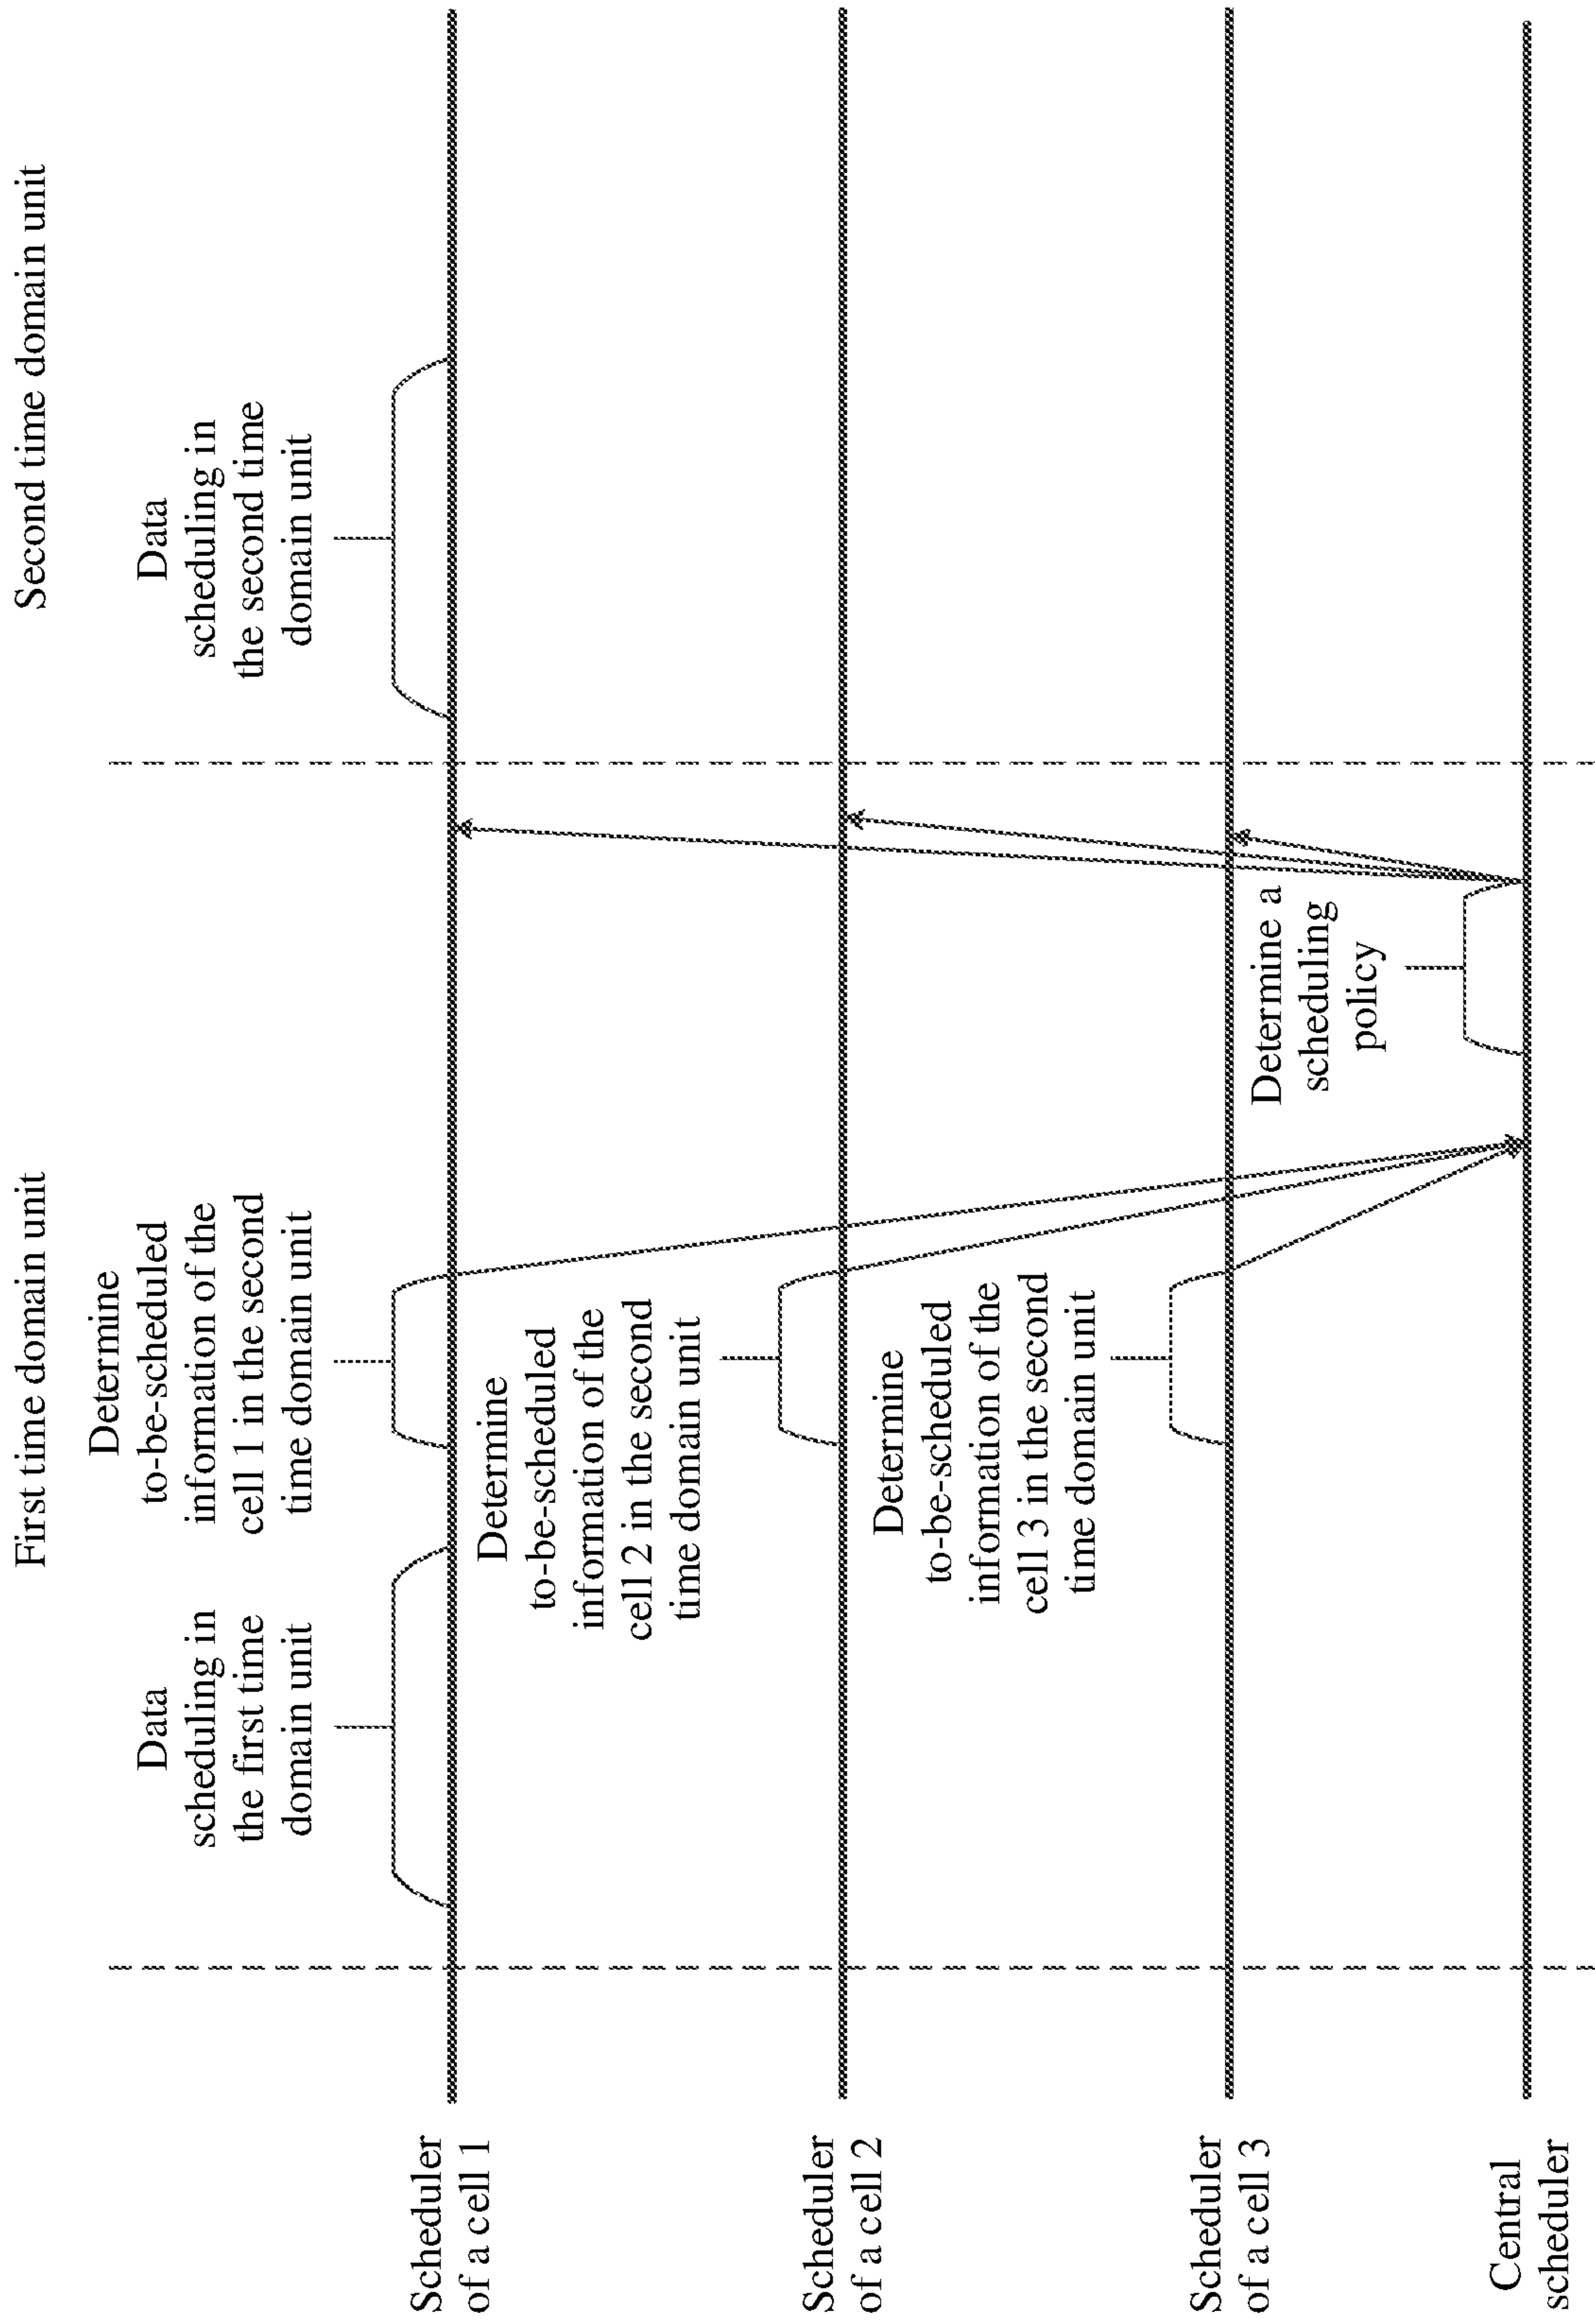 First time domain unit
Second time domain unit
Data
scheduling in
the first time
domain unit
Determine
to-be-scheduled
information of the
cell 1 in the second
time domain unit
Data
scheduling in
the second time
domain unit
Scheduler
of a cell 1
Determine
to-be-scheduled
information of the
cell 2 in the second
time domain unit
Scheduler
of a cell 2
Determine
to-be-scheduled
information of the
cell 3 in the second
time domain unit
Scheduler
of a cell 3
Determine a
scheduling
policy
Central
scheduler